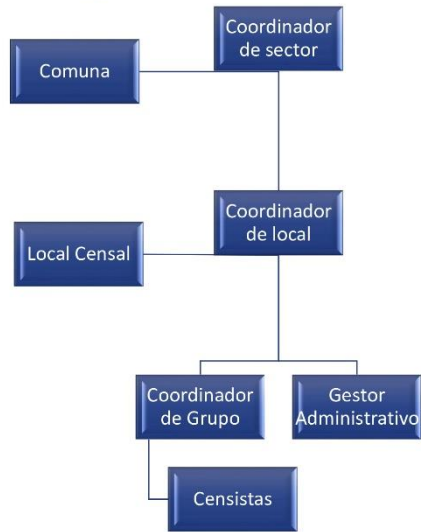 Coordinador
de sector
Comuna
Coordinador
de local
Local Censal
Coordinador
de Grupo
Gestor
Administrativo
Censistas